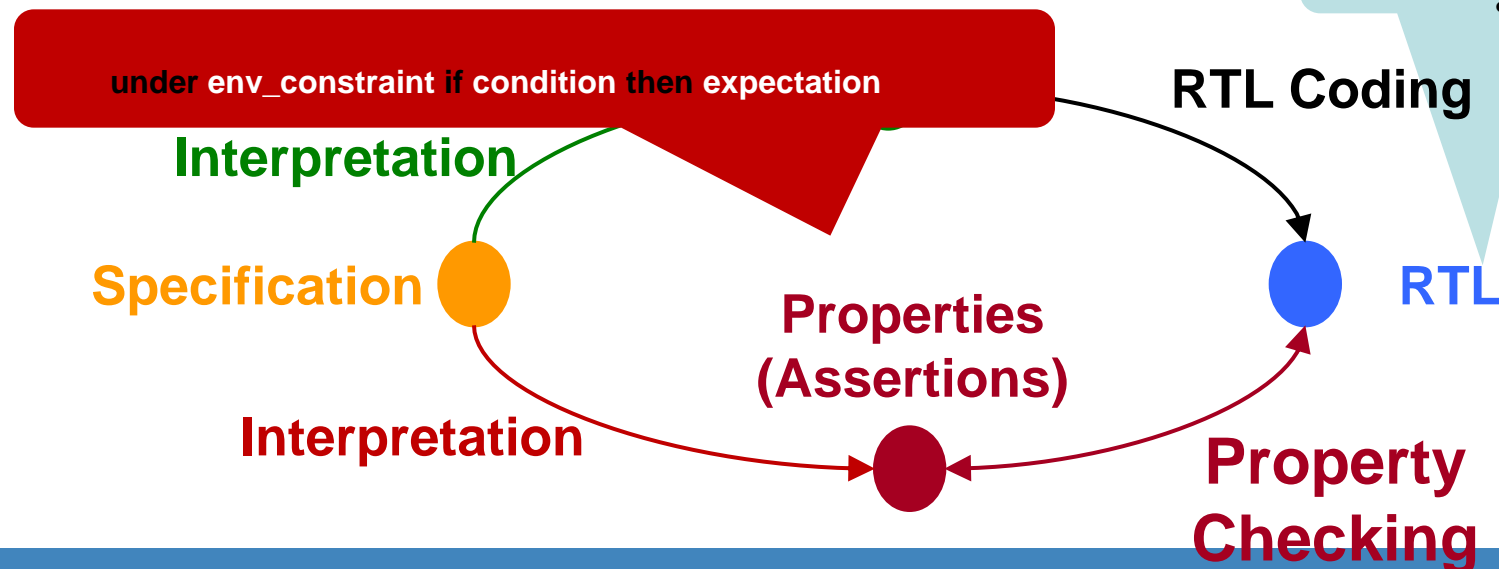 under env_constraint if condition then expectation
RTL Coding
Interpretation
Specification
RTL
Properties
(Assertions)
Interpretation
Property
Checking